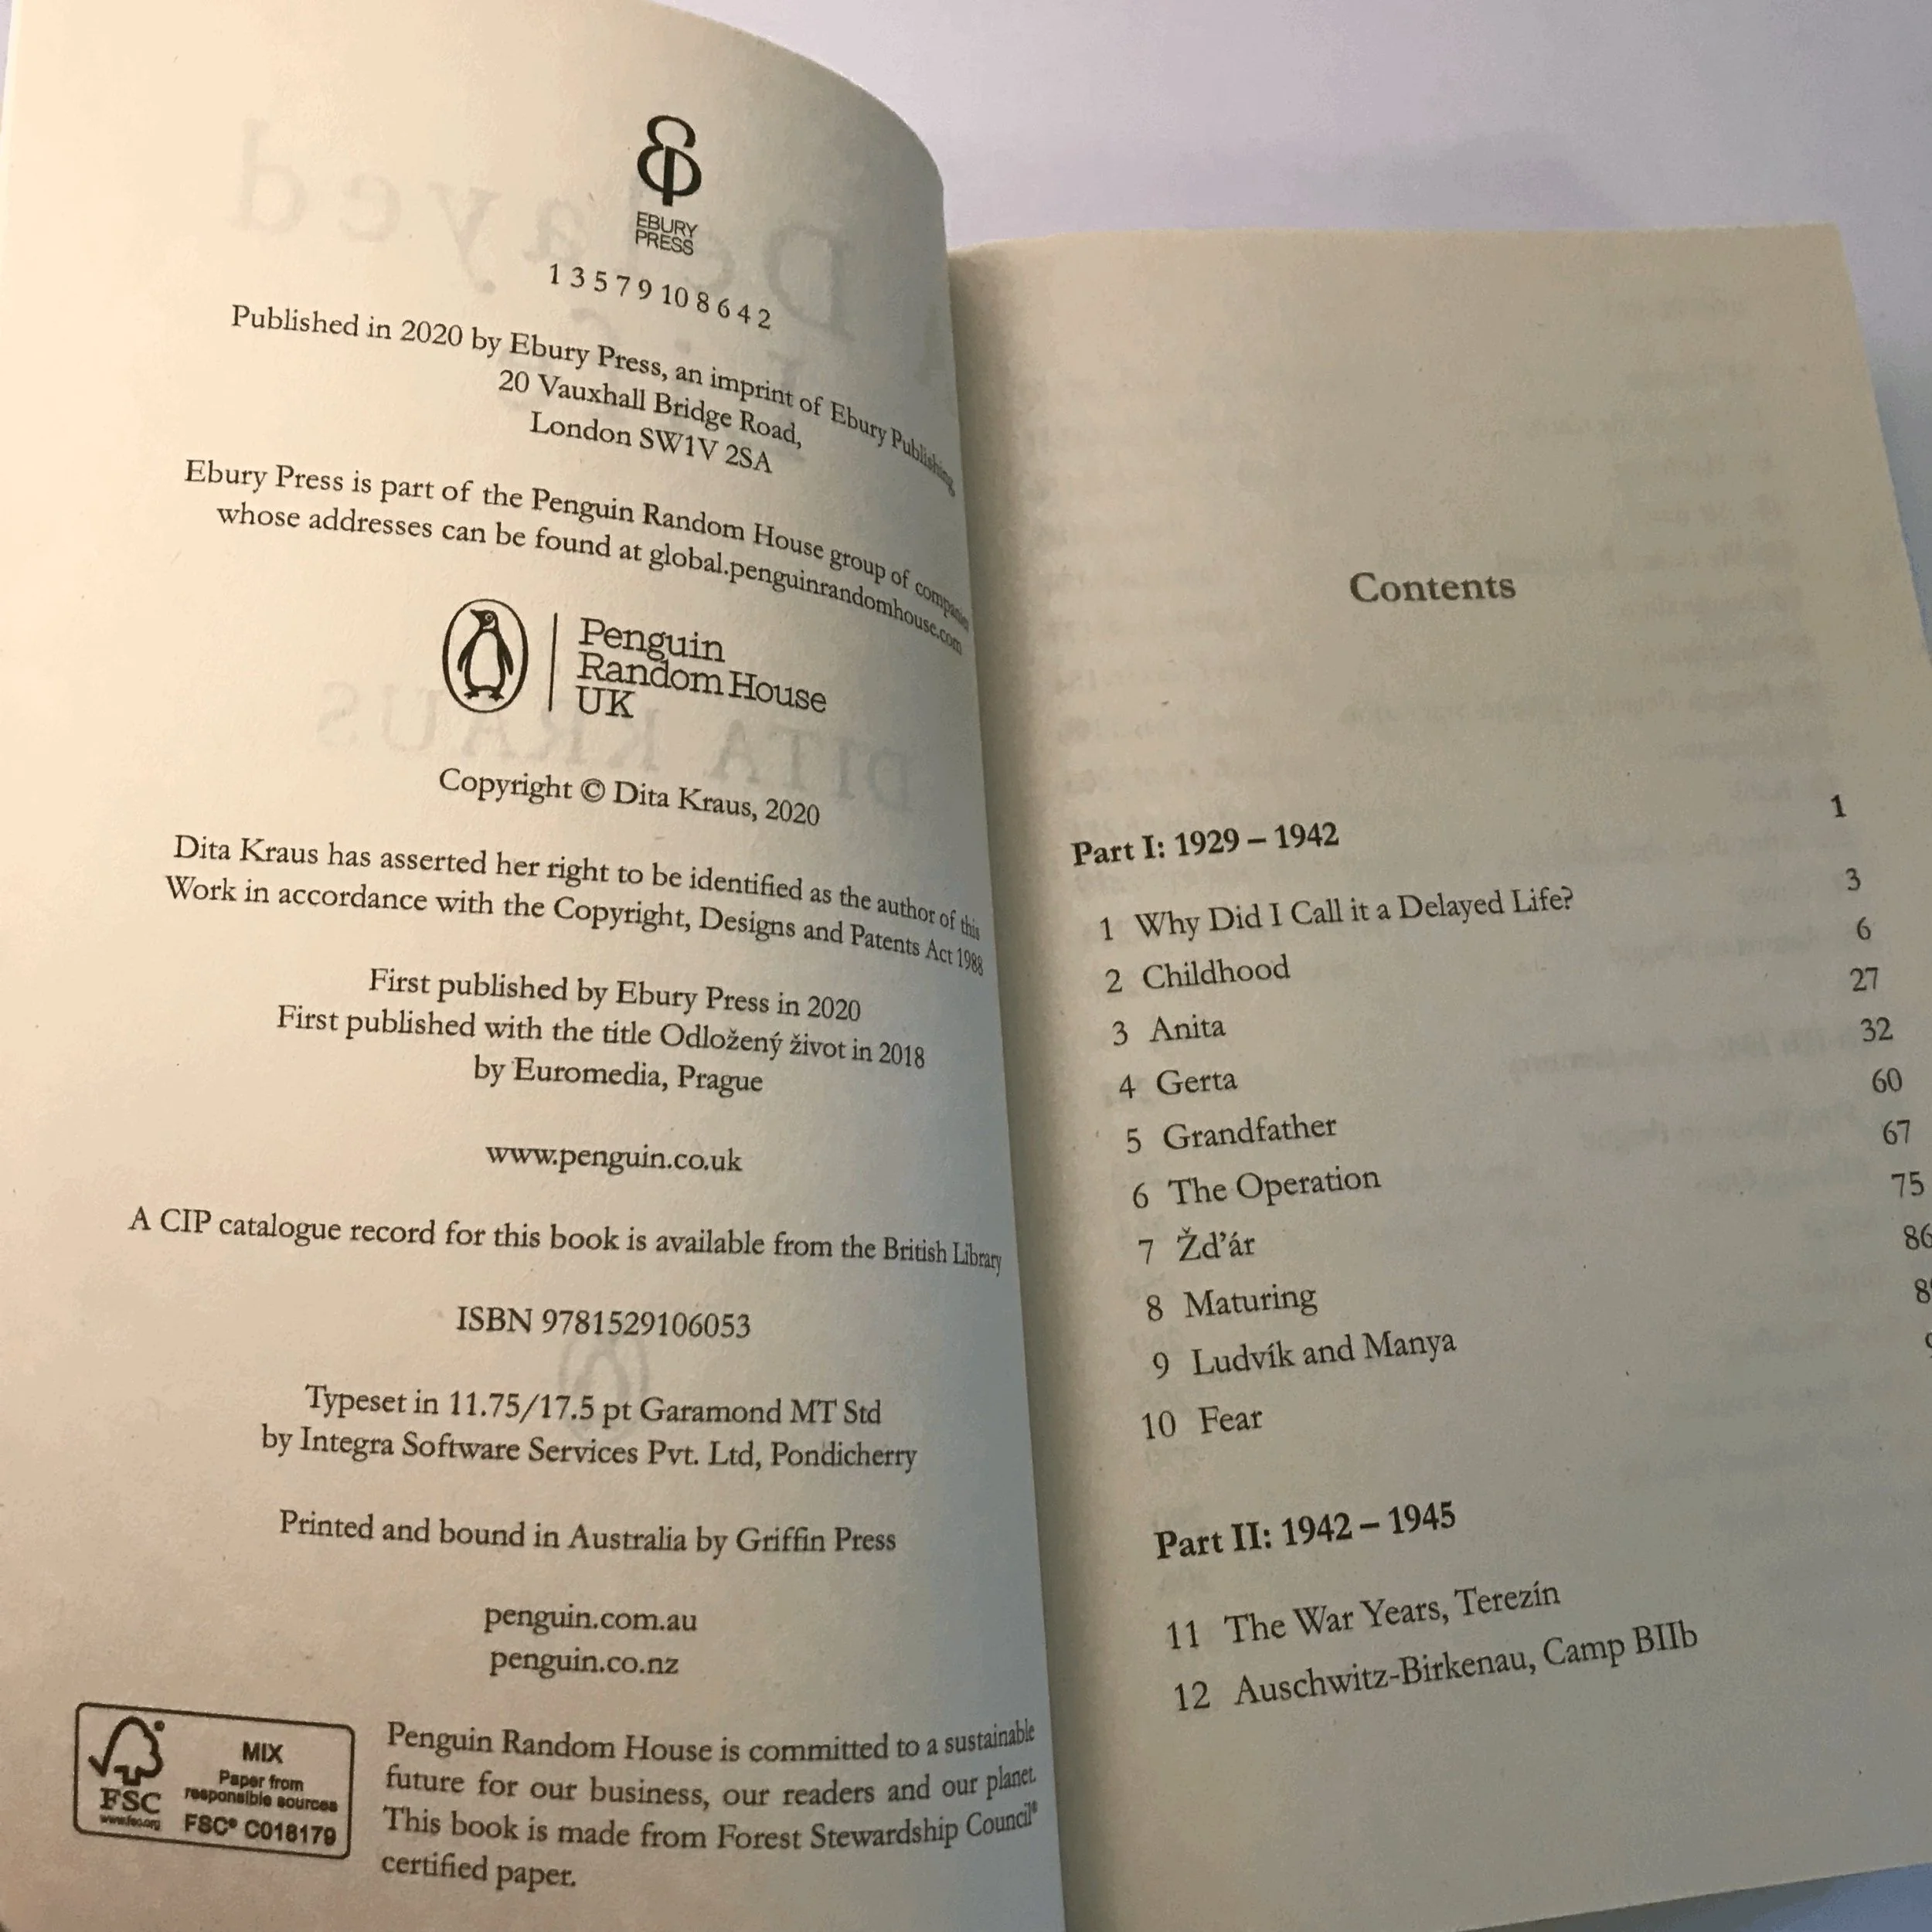 EBURY
PRESS
1 3 5 7 9 10 8 6 4 2
Published in 2020 by Ebury Press, an imprint of Ebury Publishing,
20 Vauxhall Bridge Road,
London SW1V 2SA
Ebury Press is part of the Penguin Random House group of companies
whose addresses can be found at global.penguinrandomhouse.com
Penguin
Random House
UK
Copyright © Dita Kraus, 2020
Dita Kraus has asserted her right to be identified as the author of this
Work in accordance with the Copyright, Designs and Patents Act 1988
First published by Ebury Press in 2020
First published with the title Odložený život in 2018
by Euromedia, Prague
www.penguin.co.uk
A CIP catalogue record for this book is available from the British Library
ISBN 9781529106053
Typeset in 11.75/17.5 pt Garamond MT Std
by Integra Software Services Pvt. Ltd, Pondicherry
Printed and bound in Australia by Griffin Press
penguin.com.au
penguin.co.nz
FSC
www.fsc.org
MIX
Paper from
responsible sources
FSC® C018179
Penguin Random House is committed to a sustainable
future for our business, our readers and our planet.
This book is made from Forest Stewardship Council®
certified paper.
Contents
Part I: 1929 – 1942 1
1 Why Did I Call it a Delayed Life? 3
2 Childhood 6
3 Anita 27
4 Gerta 32
5 Grandfather 60
6 The Operation 67
7 Žd’ár 75
8 Maturing 86
9 Ludvík and Manya
10 Fear
Part II: 1942 – 1945
11 The War Years, Terezín
12 Auschwitz-Birkenau, Camp BIIb